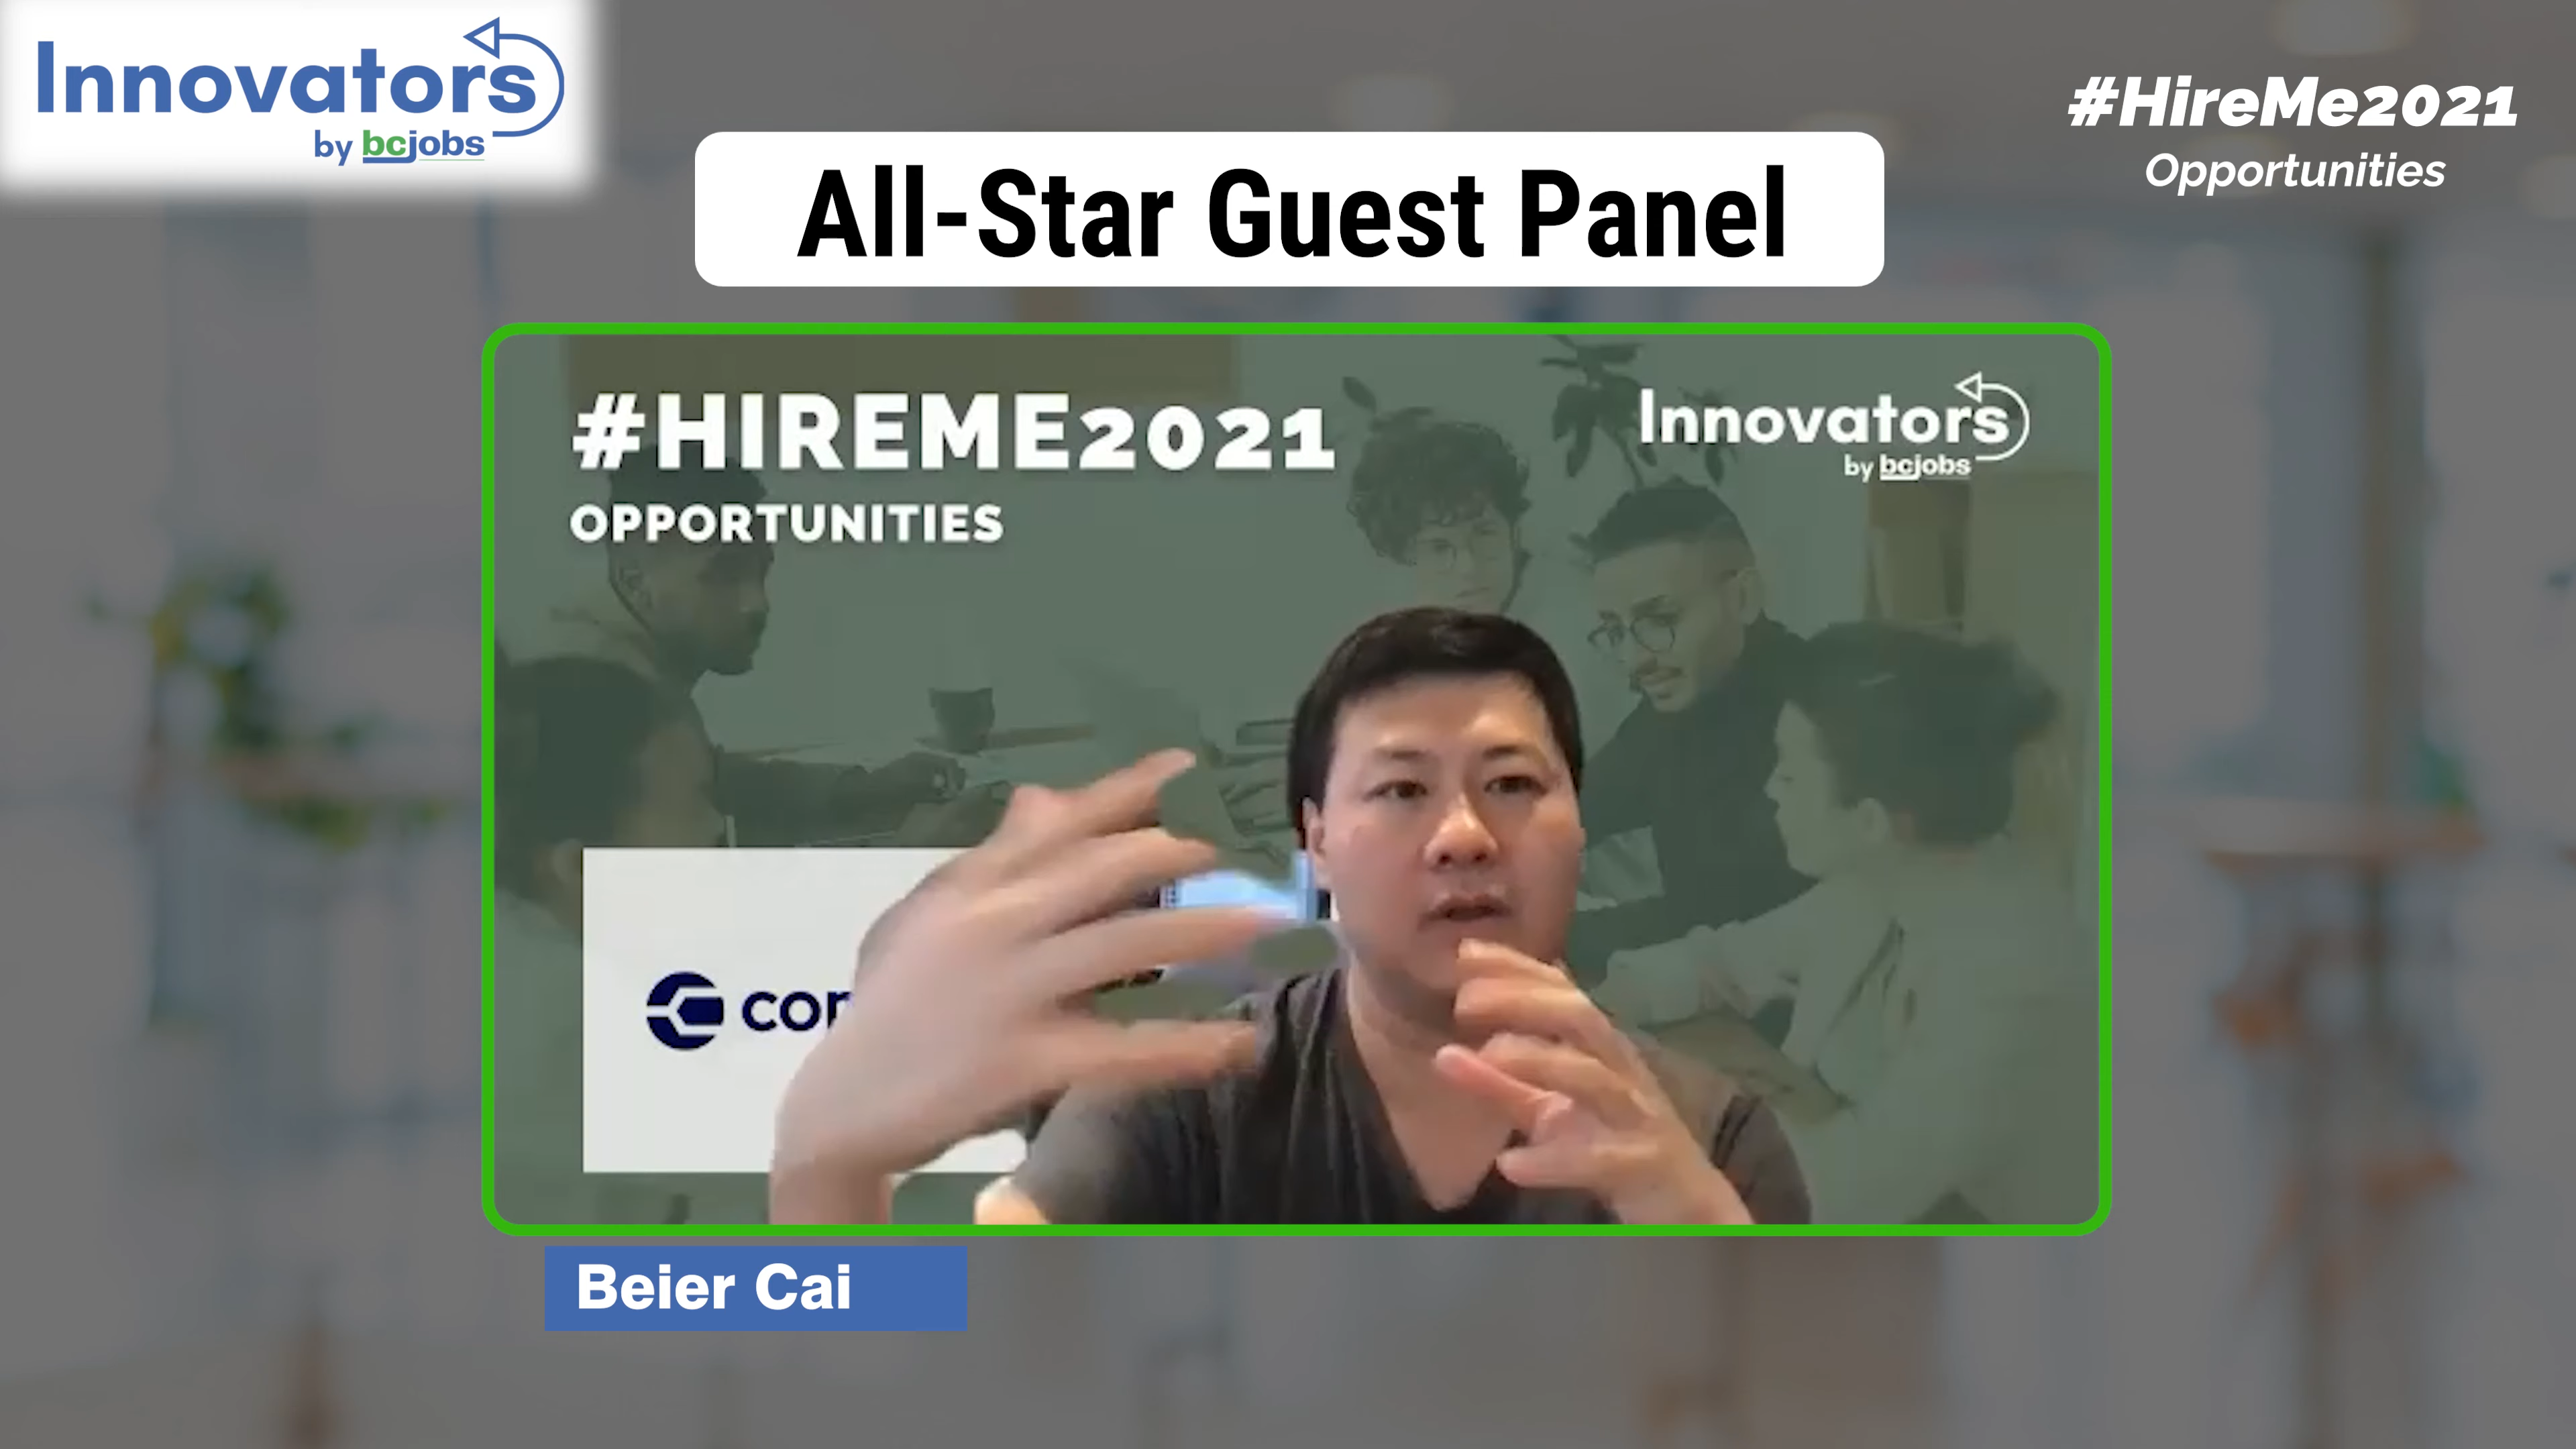 Innovators
by bcjobs
#HireMe2021
Opportunities
All-Star Guest Panel
#HIREME2021
OPPORTUNITIES
Innovators
by bcjobs
Beier Cai